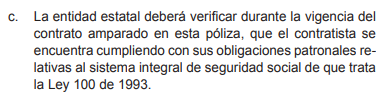 c. La entidad estatal deberá verificar durante la vigencia del
contrato amparado en esta póliza, que el contratista se
encuentra cumpliendo con sus obligaciones patronales re-
lativas al sistema integral de seguridad social de que trata
la Ley 100 de 1993.